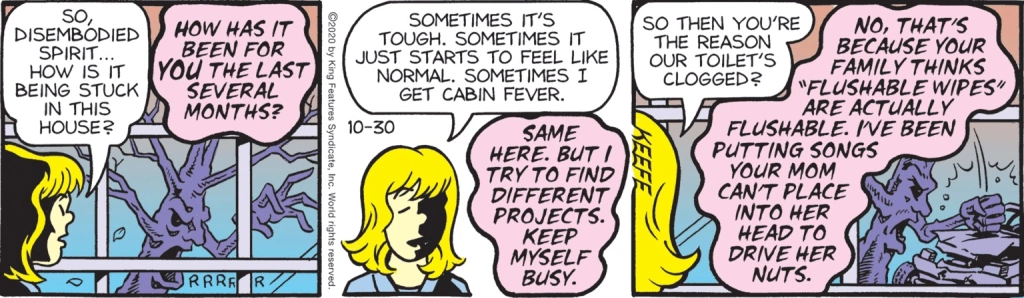 SO,
DISEMBODIED
SPIRIT...
HOW IS IT
BEING STUCK
IN THIS
HOUSE?
HOW HAS IT
BEEN FOR
YOU THE LAST
SEVERAL
MONTHS?
RRRRRR
©2020 by King Features Syndicate, Inc. World rights reserved.
SOMETIMES IT'S
TOUGH. SOMETIMES IT
JUST STARTS TO FEEL LIKE
NORMAL. SOMETIMES I
GET CABIN FEVER.
10-30
SAME
HERE. BUT I
TRY TO FIND
DIFFERENT
PROJECTS.
KEEP
MYSELF
BUSY.
SO THEN YOU'RE
THE REASON
OUR TOILET'S
CLOGGED?
NO, THAT'S
BECAUSE YOUR
FAMILY THINKS
"FLUSHABLE WIPES"
ARE ACTUALLY
FLUSHABLE. I'VE BEEN
PUTTING SONGS
YOUR MOM
CAN'T PLACE
INTO HER
HEAD TO
DRIVE HER
NUTS.